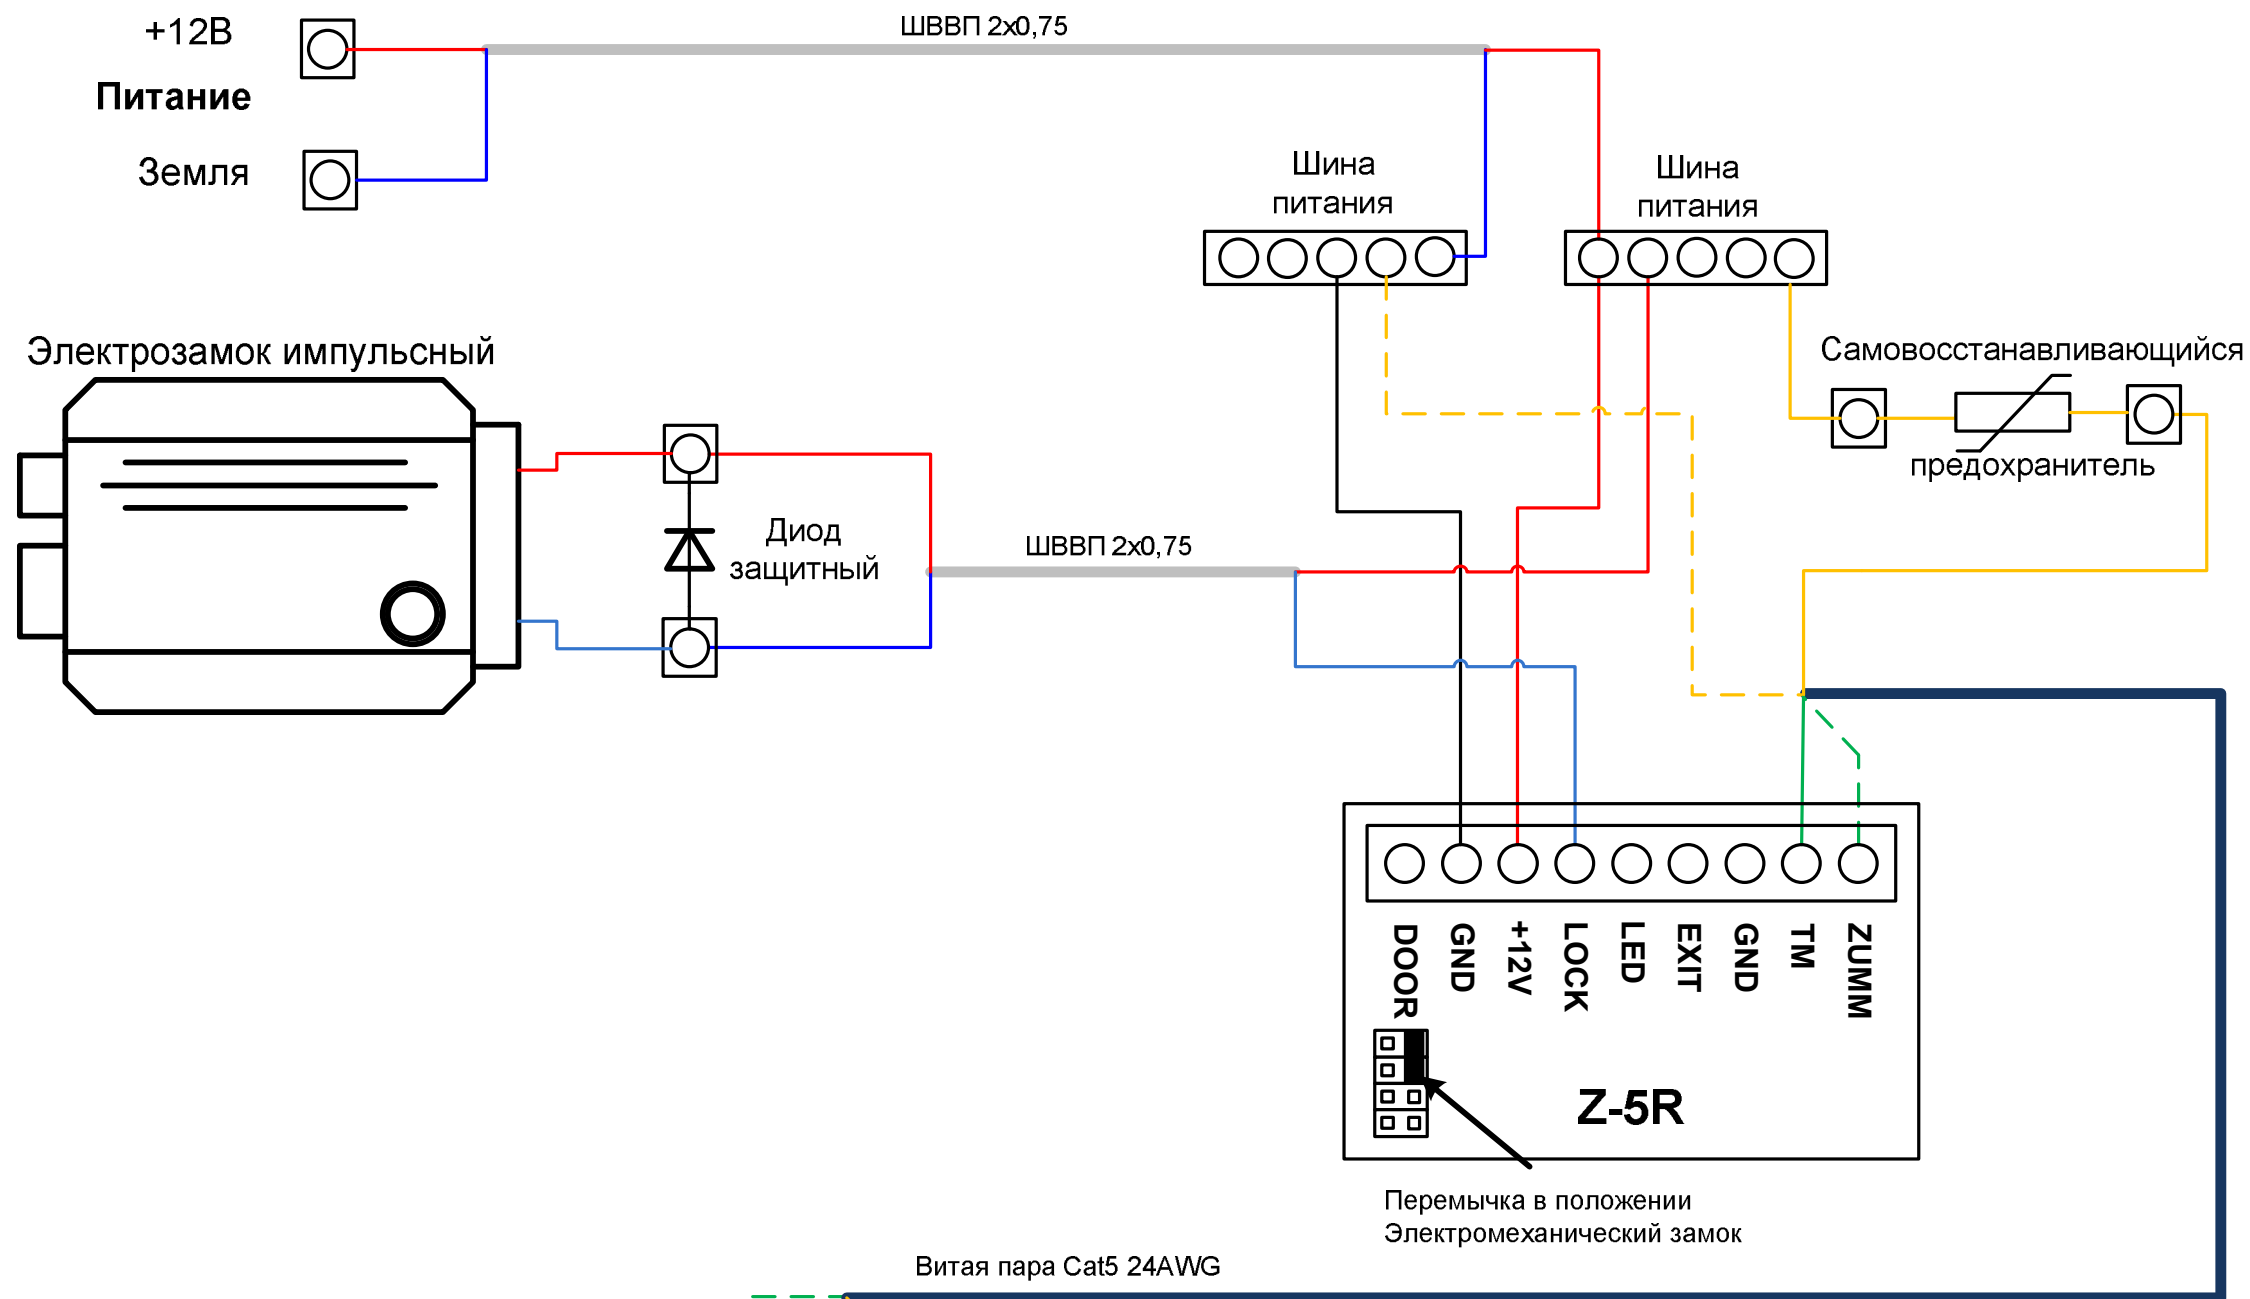 +12В
Питание
Земля
ШВВП 2х0,75
Шина
питания
Шина
питания
Электрозамок импульсный
Самовосстанавливающийся
предохранитель
Диод
защитный
ШВВП 2х0,75
DOOR
GND
+12V
LOCK
LED
EXIT
GND
TM
ZUMM
Z-5R
Перемычка в положении
Электромеханический замок
Витая пара Cat5 24AWG